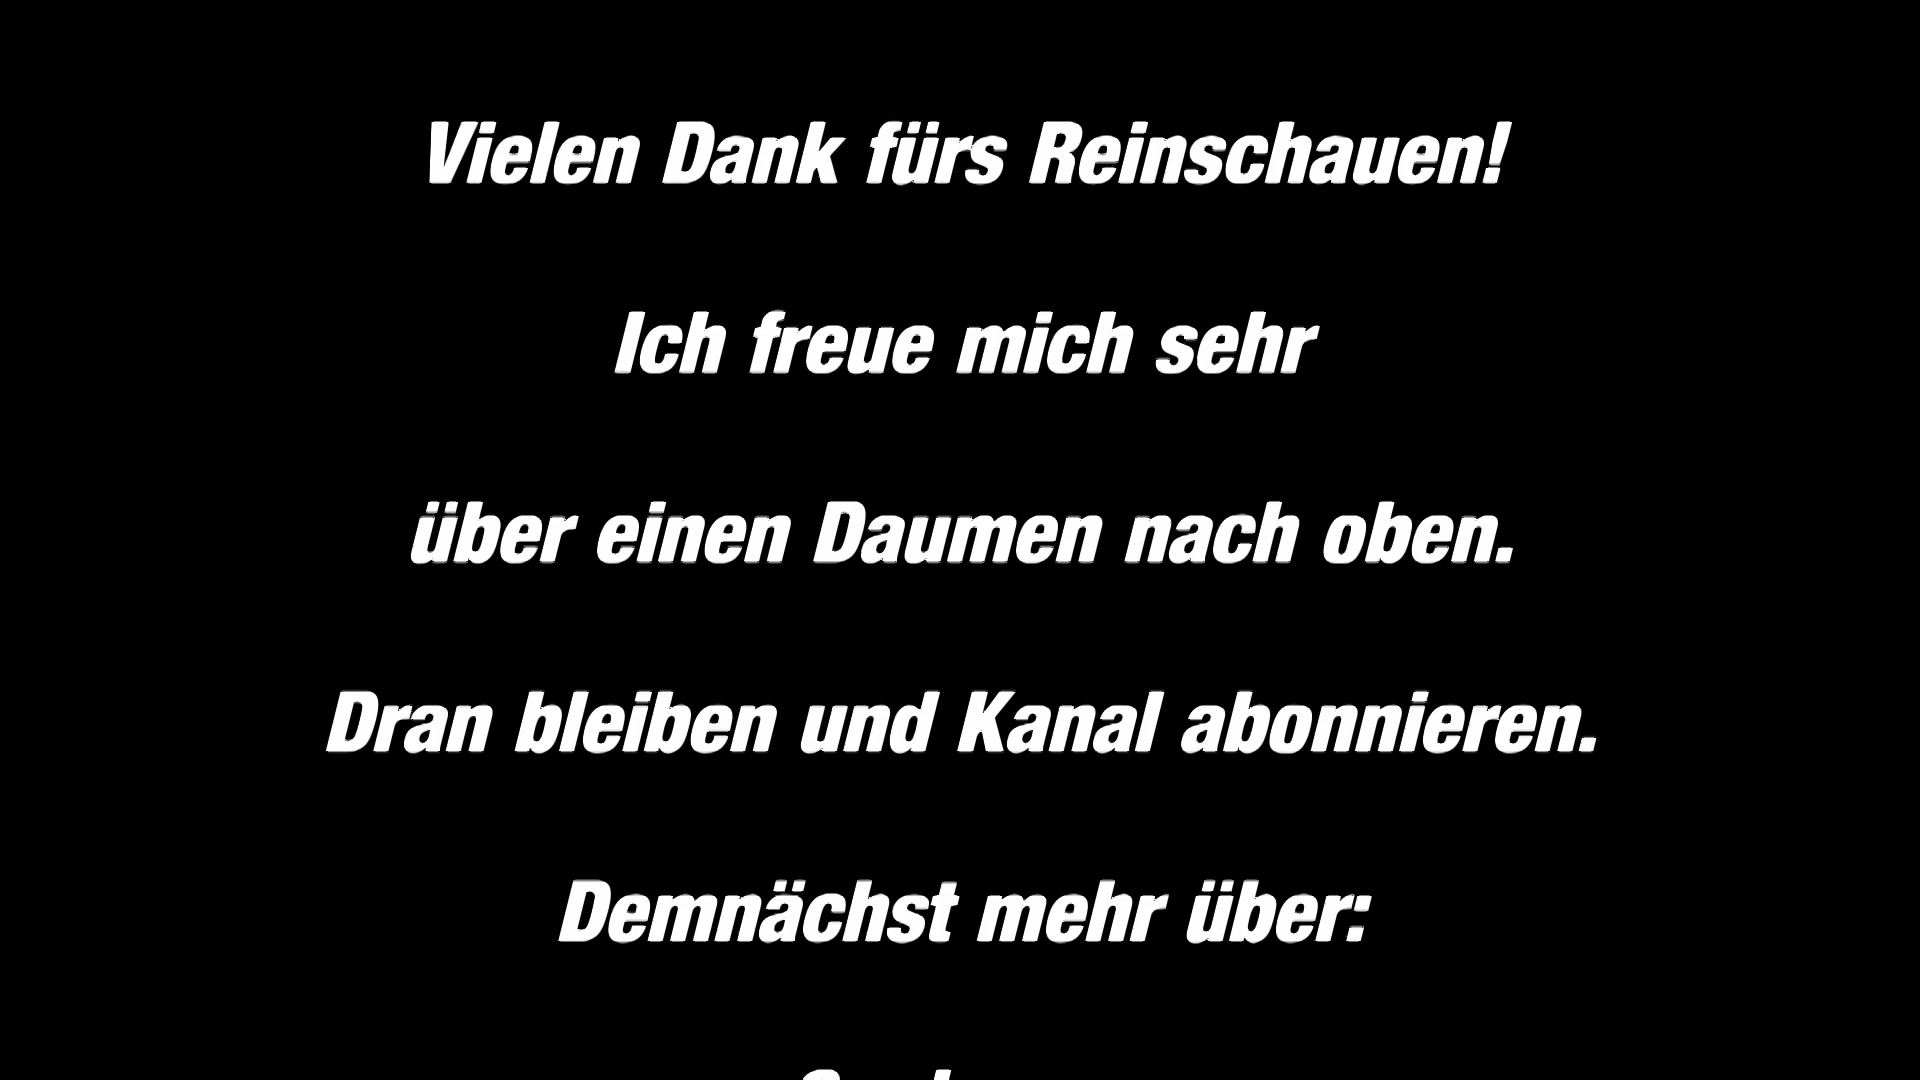 Vielen Dank fürs Reinschauen!
Ich freue mich sehr
über einen Daumen nach oben.
Dran bleiben und Kanal abonnieren.
Demnächst mehr über: